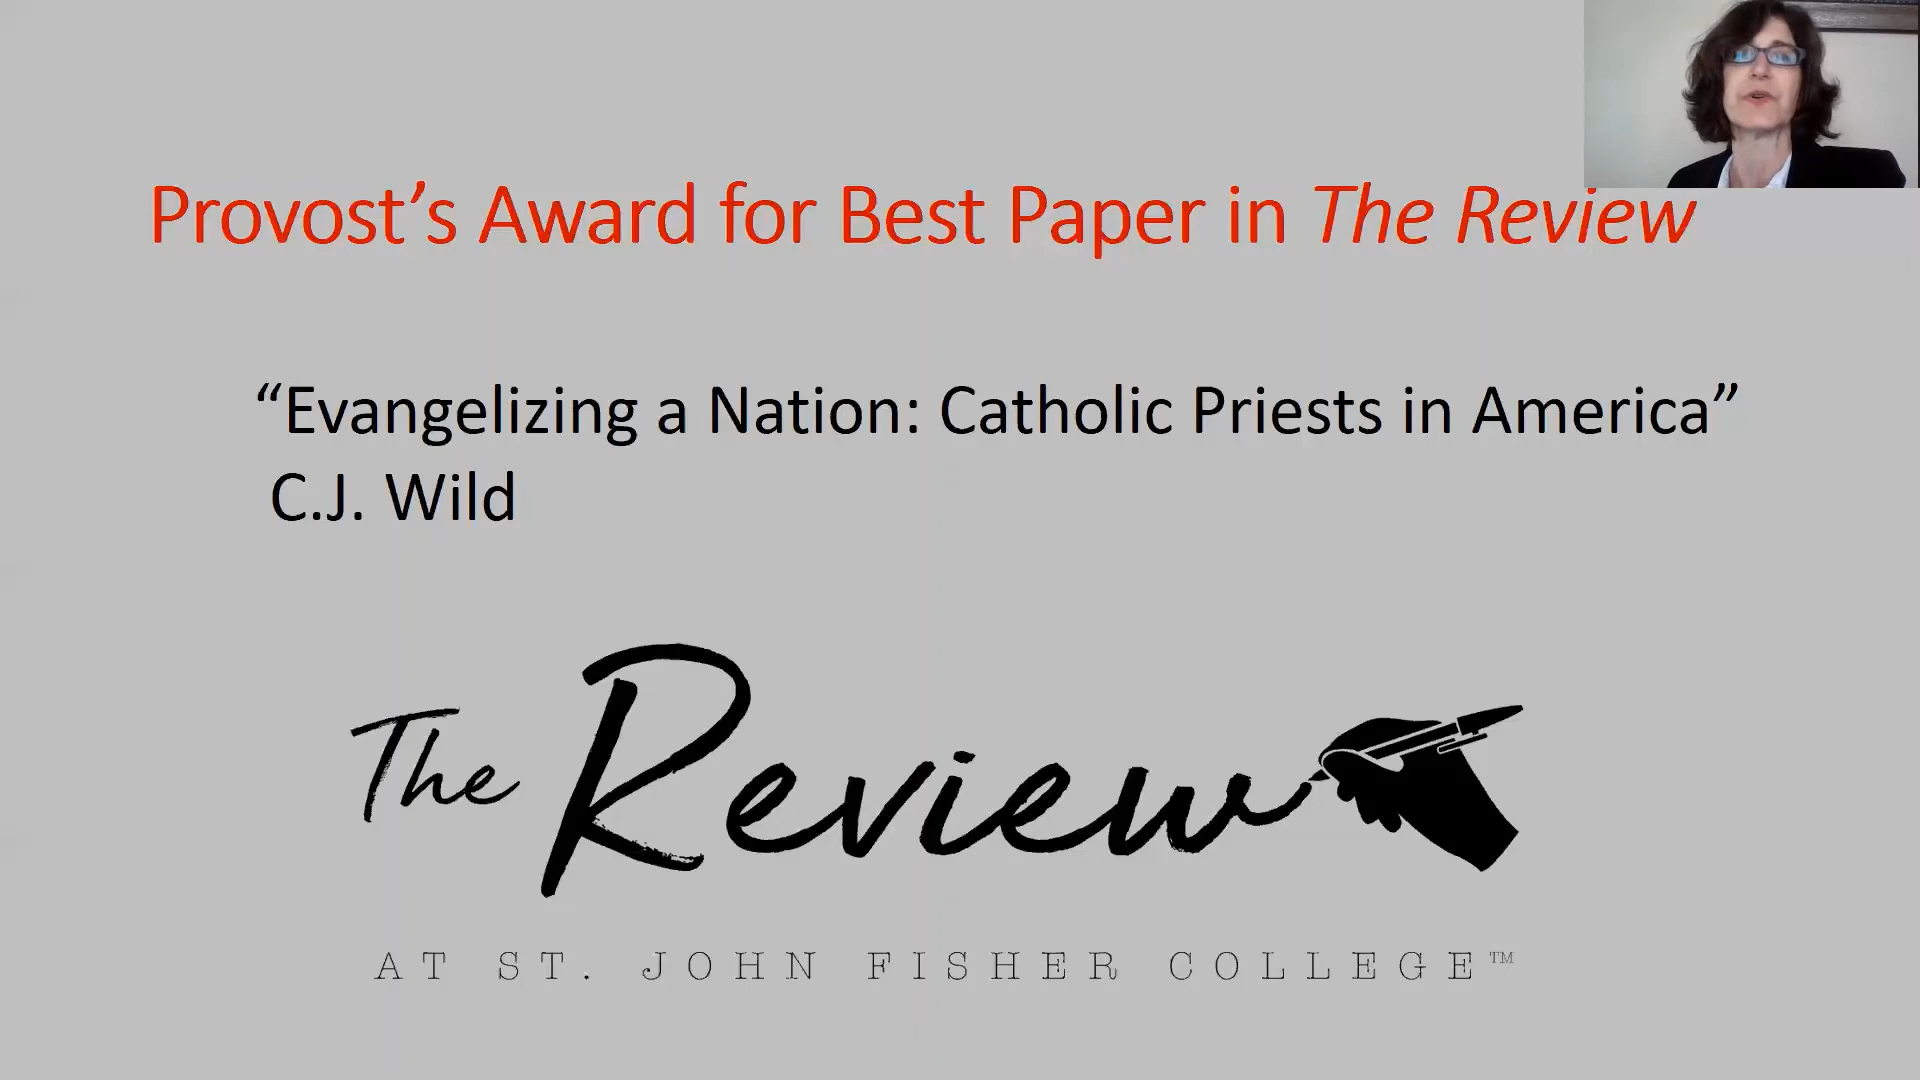 Provost’s Award for Best Paper in The Review
“Evangelizing a Nation: Catholic Priests in America”
C.J. Wild
The Review
AT ST. JOHN FISHER COLLEGE™